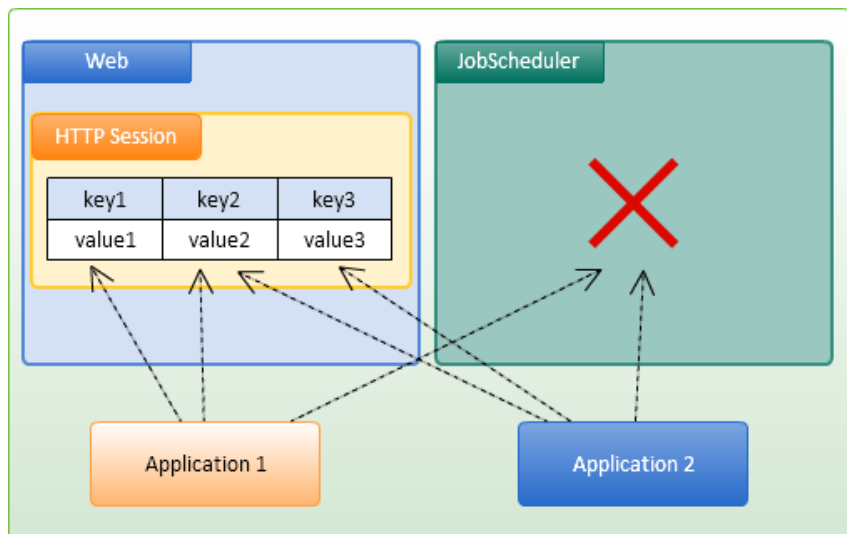 Web
JobScheduler
HTTP Session
key1 key2 key3
value1 value2 value3
Application 1
Application 2